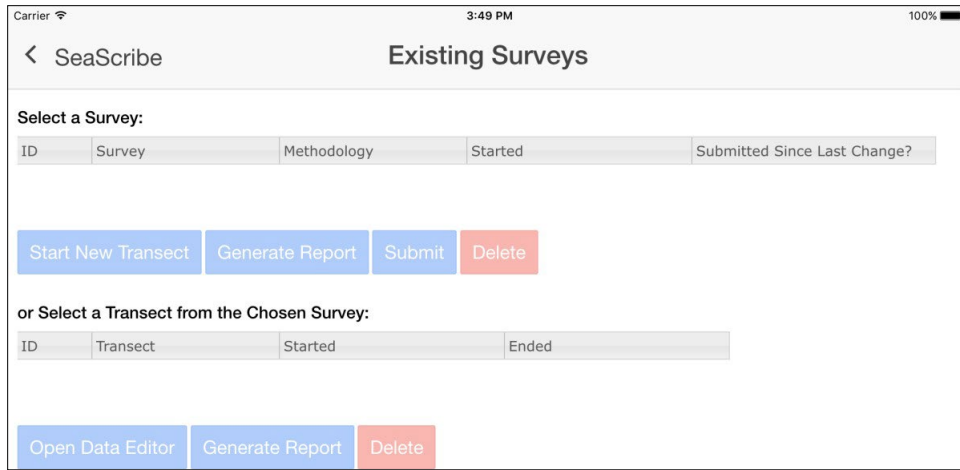 Carrier 3:49 PM 100%
SeaScribe Existing Surveys
Select a Survey:
ID Survey Methodology Started Submitted Since Last Change?
Start New Transect Generate Report Submit Delete
or Select a Transect from the Chosen Survey:
ID Transect Started Ended
Open Data Editor Generate Report Delete